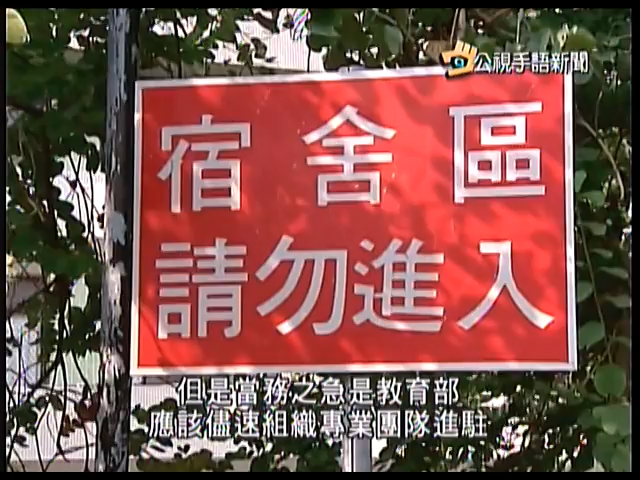 公視手語新聞
宿舍區
請勿進入
但是當務之急是教育部
應該儘速組織專業團隊進駐